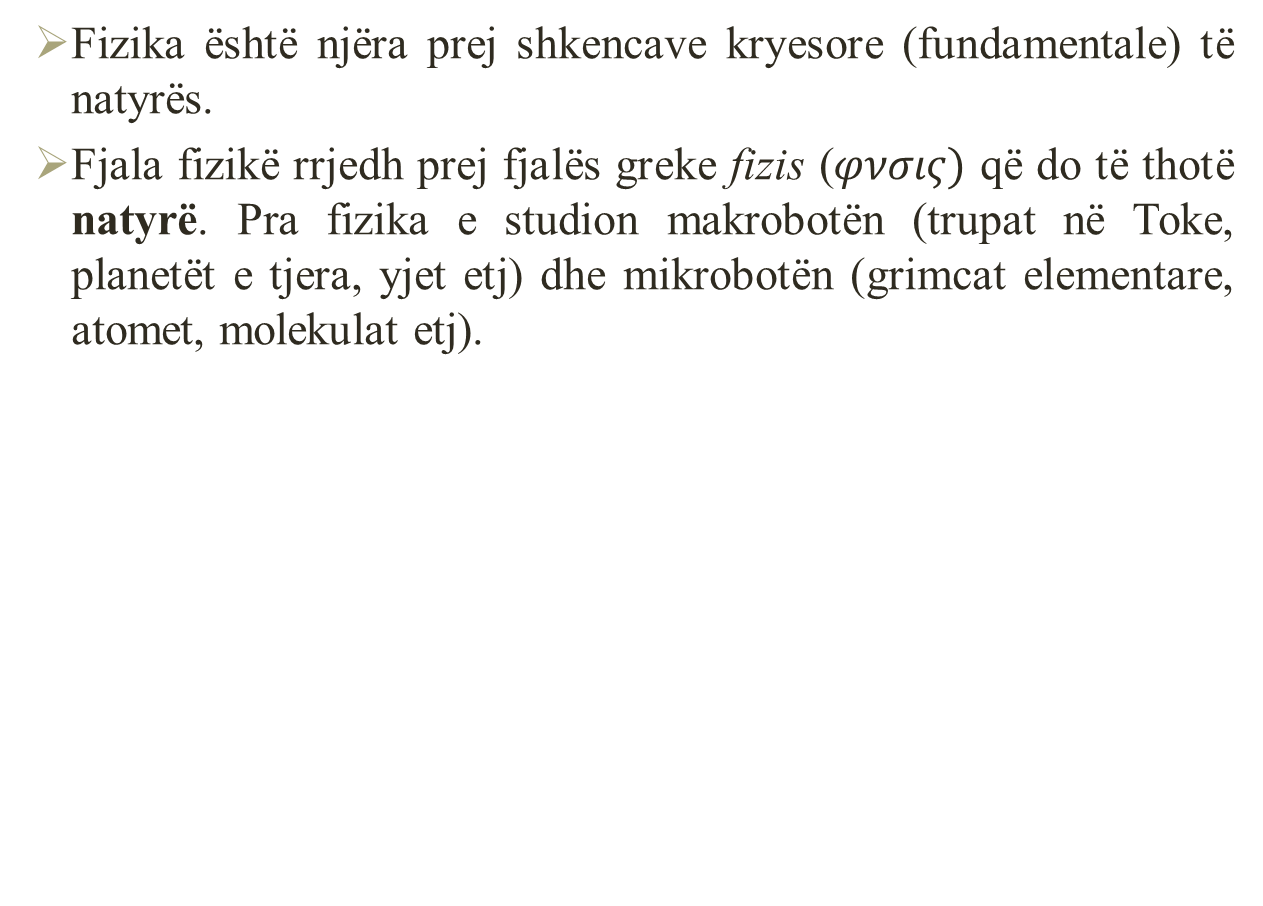 ➢Fizika është njëra prej shkencave kryesore (fundamentale) të
natyrës.
➢Fjala fizikë rrjedh prej fjalës greke fizis (φνσις) që do të thotë
natyrë. Pra fizika e studion makrobotën (trupat në Toke,
planetët e tjera, yjet etj) dhe mikrobotën (grimcat elementare,
atomet, molekulat etj).